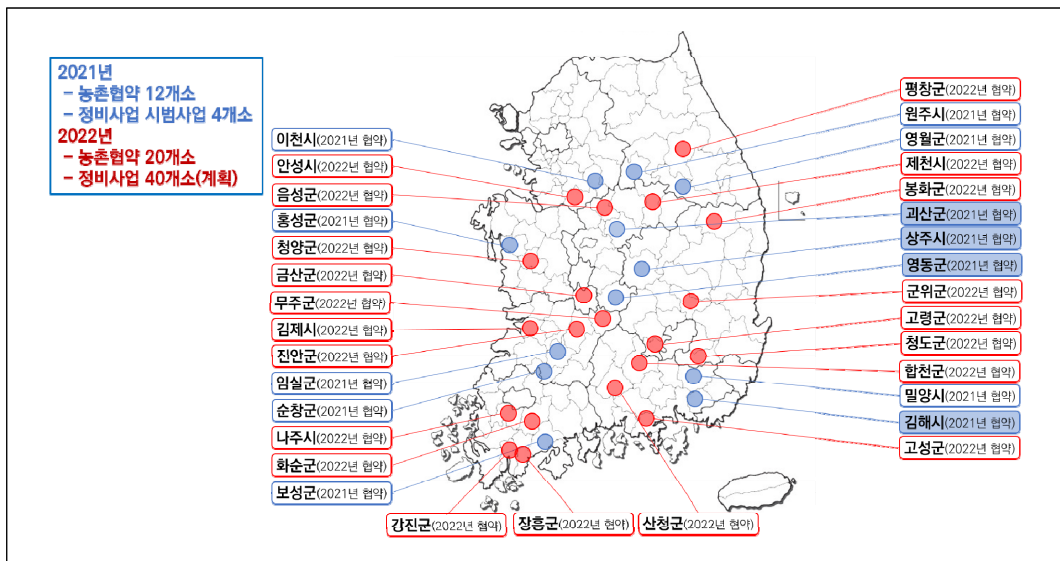 2021년
- 농촌협약 12개소
- 정비사업 시범사업 4개소
2022년
- 농촌협약 20개소
- 정비사업 40개소(계획)
이천시(2021년 협약)
안성시(2022년 협약)
음성군(2022년 협약)
홍성군(2021년 협약)
청양군(2022년 협약)
금산군(2022년 협약)
무주군(2022년 협약)
김제시(2022년 협약)
진안군(2022년 협약)
임실군(2021년 협약)
순창군(2021년 협약)
나주시(2022년 협약)
화순군(2022년 협약)
보성군(2021년 협약)
강진군(2022년 협약)
장흥군(2022년 협약)
산청군(2022년 협약)
평창군(2022년 협약)
원주시(2021년 협약)
영월군(2021년 협약)
제천시(2022년 협약)
봉화군(2022년 협약)
괴산군(2021년 협약)
상주시(2021년 협약)
영동군(2021년 협약)
군위군(2022년 협약)
고령군(2022년 협약)
청도군(2022년 협약)
합천군(2022년 협약)
밀양시(2021년 협약)
김해시(2021년 협약)
고성군(2022년 협약)